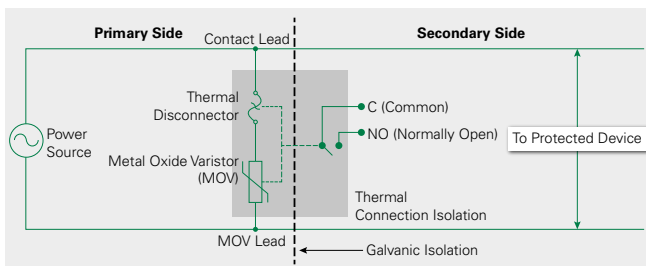 Primary Side
Secondary Side
Contact Lead
Thermal
Disconnector
C (Common)
NO (Normally Open)
To Protected Device
Power
Source
Metal Oxide Varistor
(MOV)
Thermal
Connection Isolation
MOV Lead
Galvanic Isolation